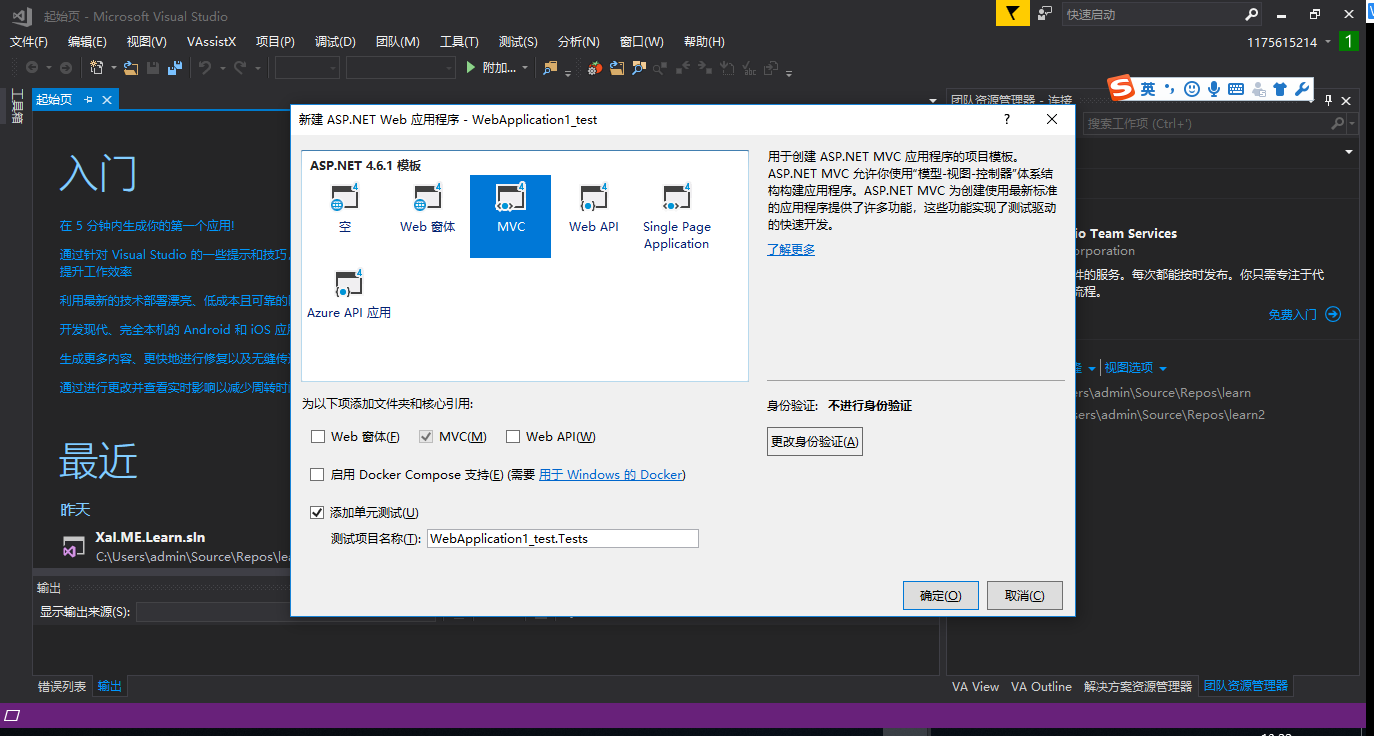 起始页 - Microsoft Visual Studio
快速启动
文件(F) 编辑(E) 视图(V) VAssistX 项目(P) 调试(D) 团队(M) 工具(T) 测试(S) 分析(N) 窗口(W) 帮助(H)
1175615214
1
附加...
英
工具箱
起始页
团队资源管理器 - 连接
搜索工作项 (Ctrl+')
入门
在 5 分钟内生成你的第一个应用!
通过针对 Visual Studio 的一些提示和技巧,
提升工作效率
利用最新的技术部署漂亮、低成本且可靠的
开发现代、完全本机的 Android 和 iOS 应
生成更多内容、更快地进行修复以及无缝传
通过进行更改并查看实时影响以减少周转时
最近
昨天
Xal.ME.Learn.sln
C:\Users\admin\Source\Repos\lea
新建 ASP.NET Web 应用程序 - WebApplication1_test
?
ASP.NET 4.6.1 模板
空
Web 窗体
MVC
Web API
Single Page
Application
Azure API 应用
用于创建 ASP.NET MVC 应用程序的项目模板。
ASP.NET MVC 允许你使用“模型-视图-控制器”体系结
构构建应用程序。ASP.NET MVC 为创建使用最新标准
的应用程序提供了许多功能，这些功能实现了测试驱动
的快速开发。
了解更多
为以下项添加文件夹和核心引用:
Web 窗体(F) MVC(M) Web API(W)
启用 Docker Compose 支持(E) (需要 用于 Windows 的 Docker)
添加单元测试(U)
测试项目名称(T): WebApplication1_test.Tests
身份验证: 不进行身份验证
更改身份验证(A)
确定(O) 取消(C)
io Team Services
orporation
件的服务。每次都能按时发布。你只需专注于代
流程。
免费入门
视图选项
ers\admin\Source\Repos\learn
sers\admin\Source\Repos\learn2
输出
显示输出来源(S):
错误列表 输出
VA View VA Outline 解决方案资源管理器 团队资源管理器